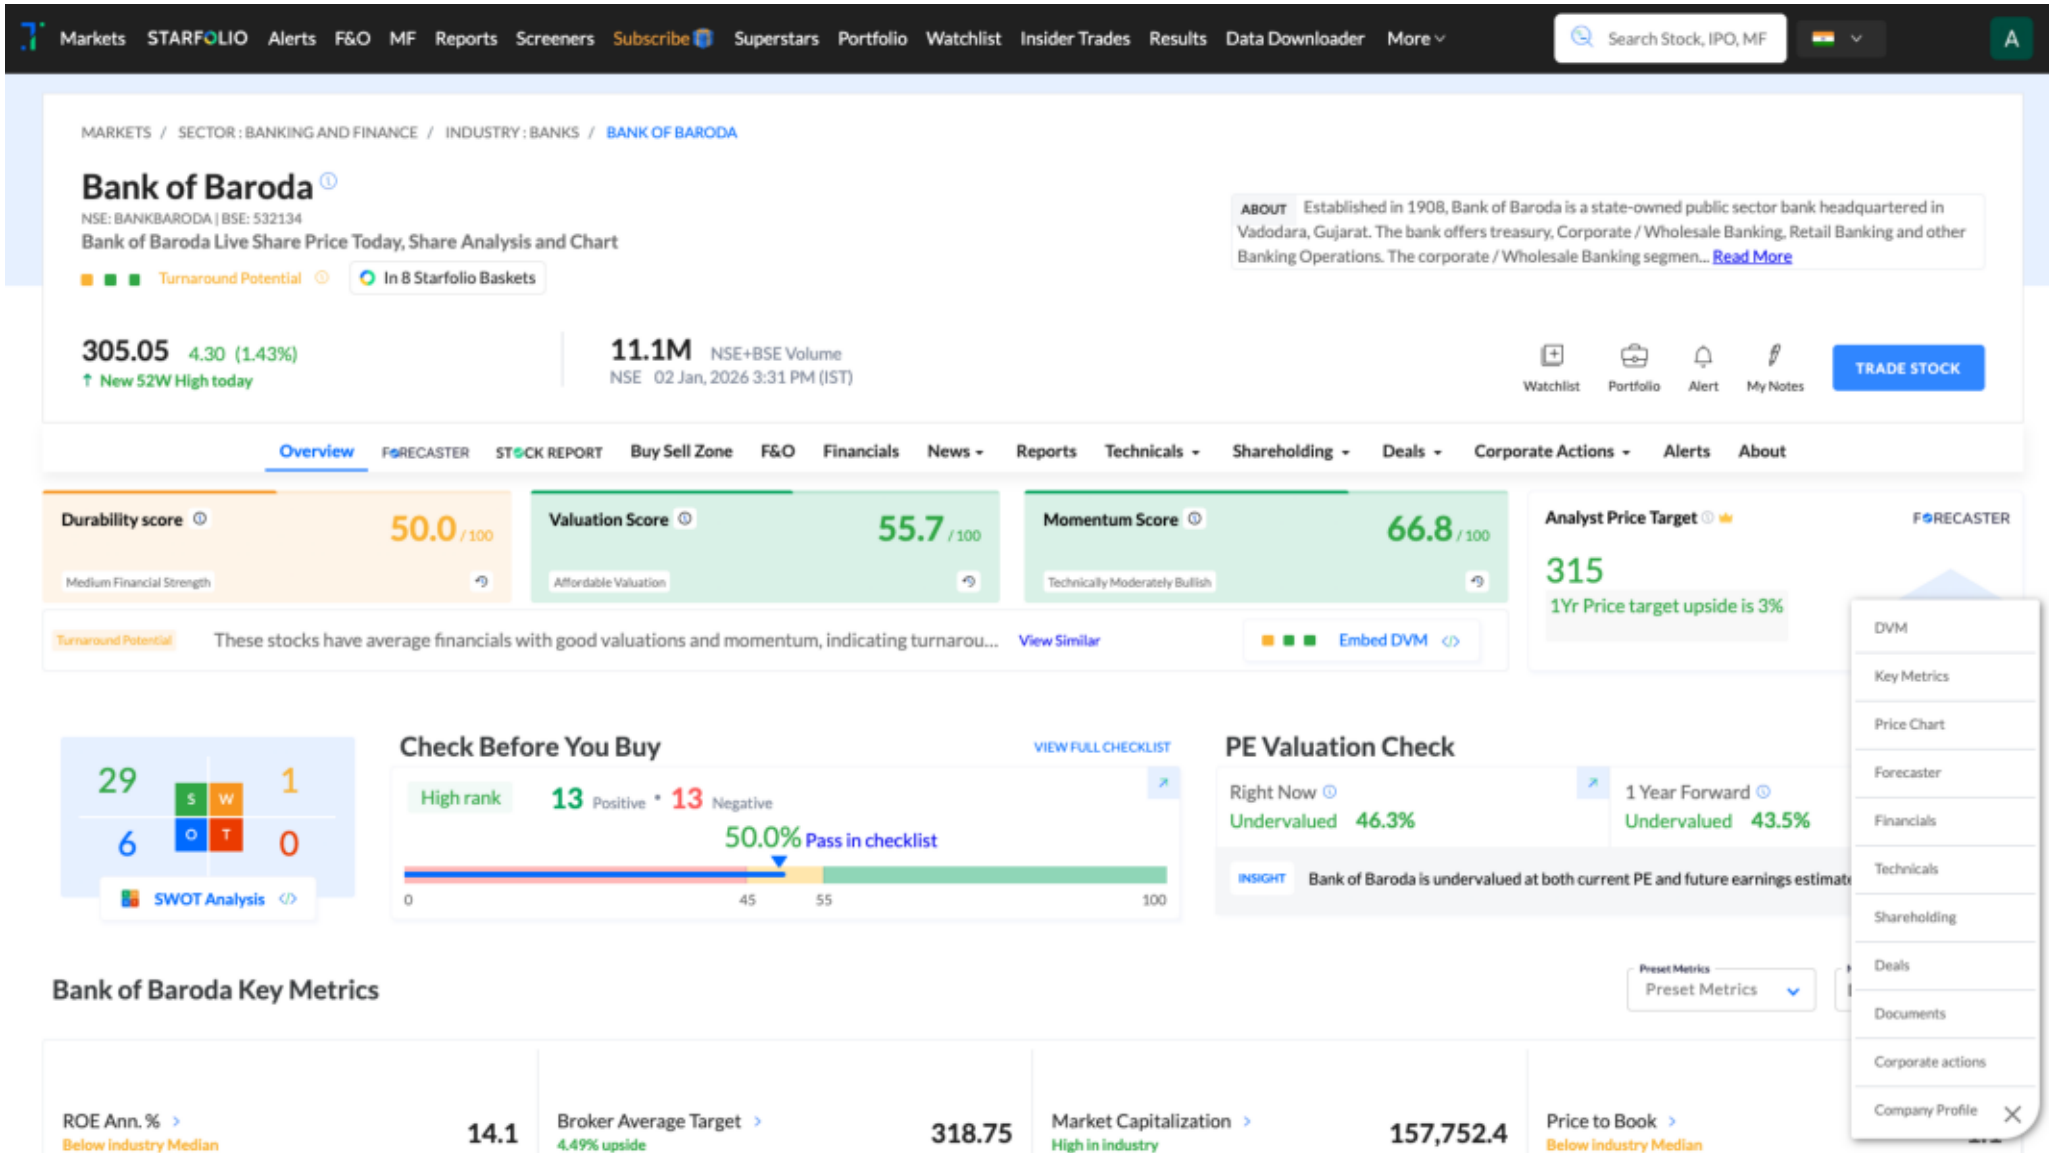 Markets STARFOLIO Alerts F&O MF Reports Screeners Subscribe Superstars Portfolio Watchlist Insider Trades Results Data Downloader More Search Stock, IPO, MF A
MARKETS / SECTOR : BANKING AND FINANCE / INDUSTRY : BANKS / BANK OF BARODA
Bank of Baroda
NSE: BANKBARODA | BSE: 532134
Bank of Baroda Live Share Price Today, Share Analysis and Chart
Turnaround Potential In 8 Starfolio Baskets
ABOUT Established in 1908, Bank of Baroda is a state-owned public sector bank headquartered in
Vadodara, Gujarat. The bank offers treasury, Corporate / Wholesale Banking, Retail Banking and other
Banking Operations. The corporate / Wholesale Banking segmen... Read More
305.05 4.30 (1.43%)
↑ New 52W High today
11.1M NSE+BSE Volume
NSE 02 Jan, 2026 3:31 PM (IST)
Watchlist Portfolio Alert My Notes TRADE STOCK
Overview FORECASTER STOCK REPORT Buy Sell Zone F&O Financials News Reports Technicals Shareholding Deals Corporate Actions Alerts About
Durability score 50.0 / 100
Medium Financial Strength
Valuation Score 55.7 / 100
Affordable Valuation
Momentum Score 66.8 / 100
Technically Moderately Bullish
Analyst Price Target FORECASTER
315
1Yr Price target upside is 3%
Turnaround Potential These stocks have average financials with good valuations and momentum, indicating turnarou... View Similar Embed DVM </>
29 S W 1
6 O T 0
SWOT Analysis </>
Check Before You Buy VIEW FULL CHECKLIST
High rank 13 Positive • 13 Negative
50.0% Pass in checklist
0 45 55 100
PE Valuation Check
Right Now 1 Year Forward
Undervalued 46.3% Undervalued 43.5%
INSIGHT Bank of Baroda is undervalued at both current PE and future earnings estimate
Bank of Baroda Key Metrics
Preset Metrics
Preset Metrics
ROE Ann. % 14.1
Below industry Median
Broker Average Target 318.75
4.49% upside
Market Capitalization 157,752.4
High in industry
Price to Book
Below industry Median
DVM
Key Metrics
Price Chart
Forecaster
Financials
Technicals
Shareholding
Deals
Documents
Corporate actions
Company Profile